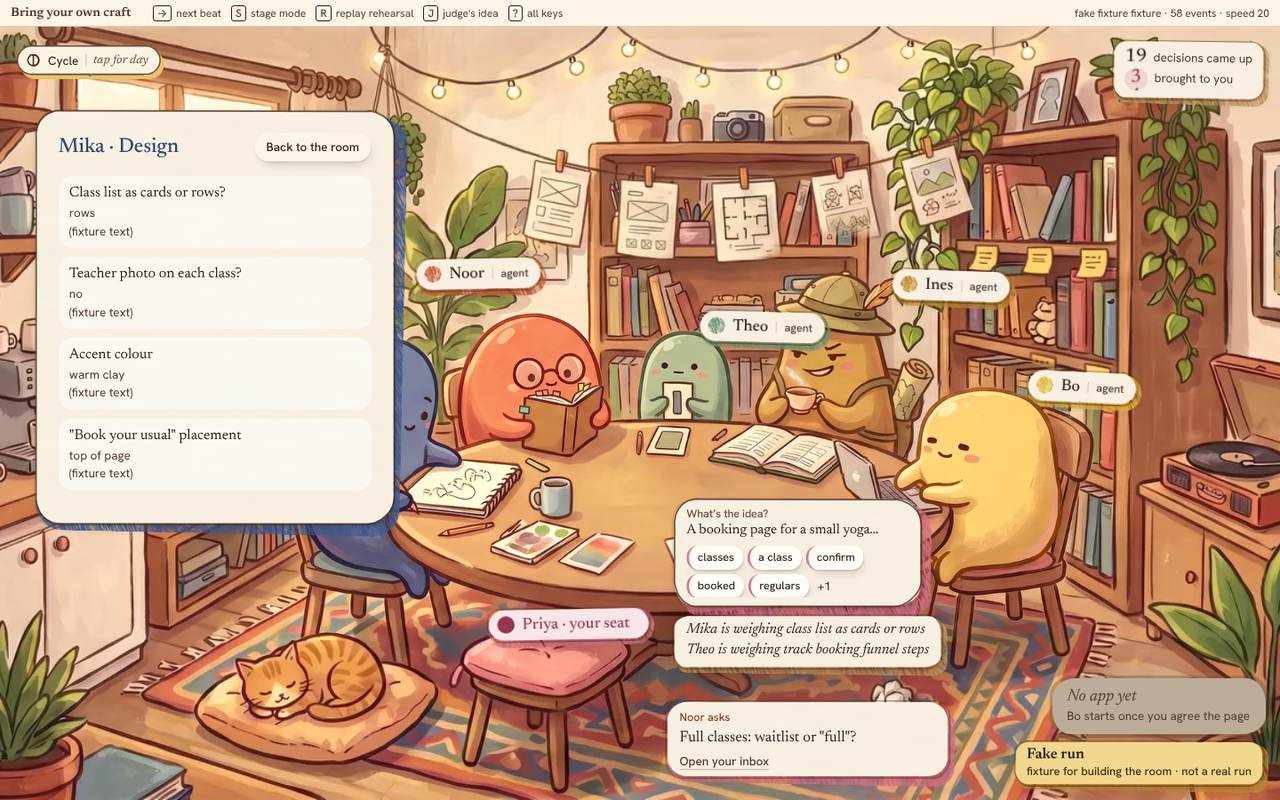 Bring your own craft
→ next beat S stage mode R replay rehearsal J judge's idea ? all keys
fake fixture fixture · 58 events · speed 20
Cycle tap for day
19 decisions came up
3 brought to you
Mika · Design
Back to the room
Class list as cards or rows?
rows
(fixture text)
Teacher photo on each class?
no
(fixture text)
Accent colour
warm clay
(fixture text)
"Book your usual" placement
top of page
(fixture text)
Noor agent
Theo agent
Ines agent
Bo agent
What's the idea?
A booking page for a small yoga...
classes a class confirm
booked regulars +1
Priya · your seat
Mika is weighing class list as cards or rows
Theo is weighing track booking funnel steps
Noor asks
Full classes: waitlist or "full"?
Open your inbox
No app yet
Bo starts once you agree the page
Fake run
fixture for building the room · not a real run